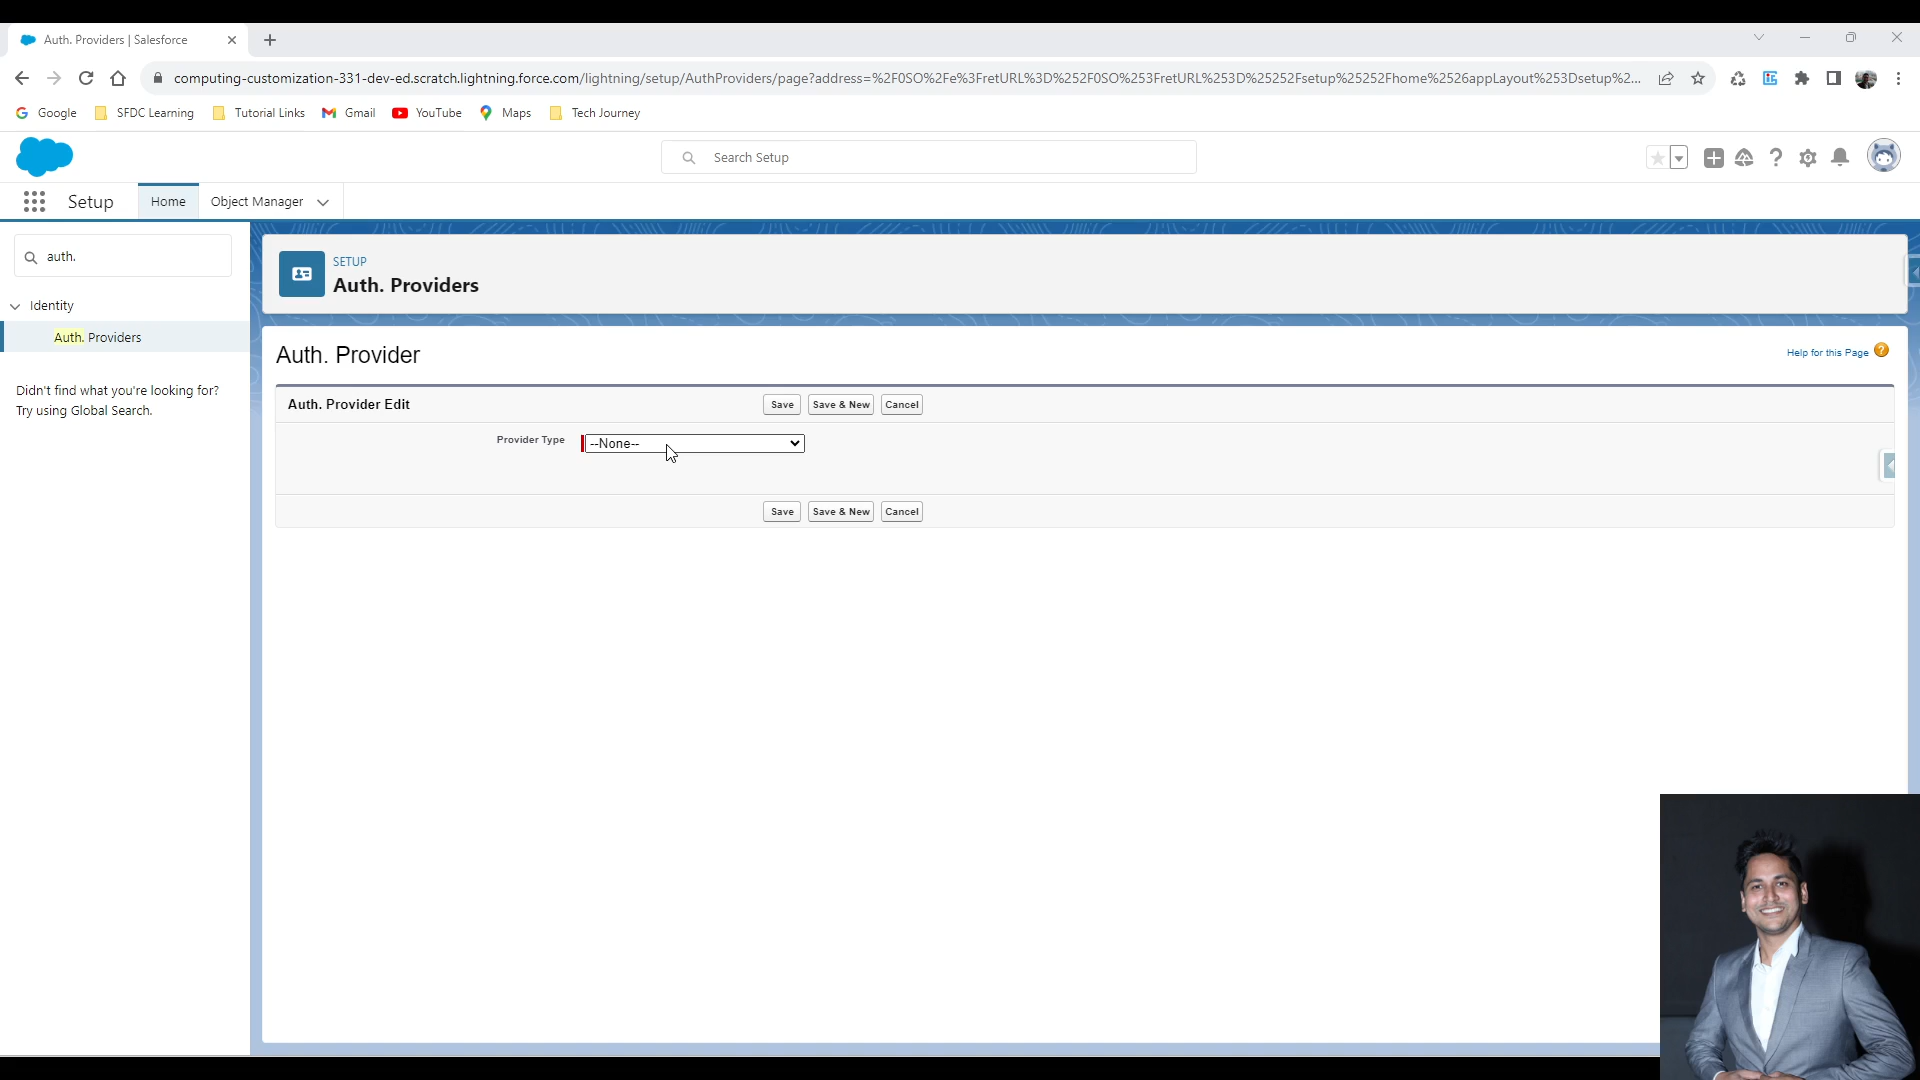 Auth. Providers | Salesforce
computing-customization-331-dev-ed.scratch.lightning.force.com/lightning/setup/AuthProviders/page?address=%2F0SO%2Fe%3FretURL%3D%252F0SO%253FretURL%253D%25252Fsetup%25252Fhome%2526appLayout%253Dsetup%2...
Google SFDC Learning Tutorial Links Gmail YouTube Maps Tech Journey
Search Setup
Setup Home Object Manager
auth.
Identity
Auth. Providers
Didn't find what you're looking for?
Try using Global Search.
SETUP
Auth. Providers
Auth. Provider
Help for this Page ?
Auth. Provider Edit Save Save & New Cancel
Provider Type --None--
Save Save & New Cancel